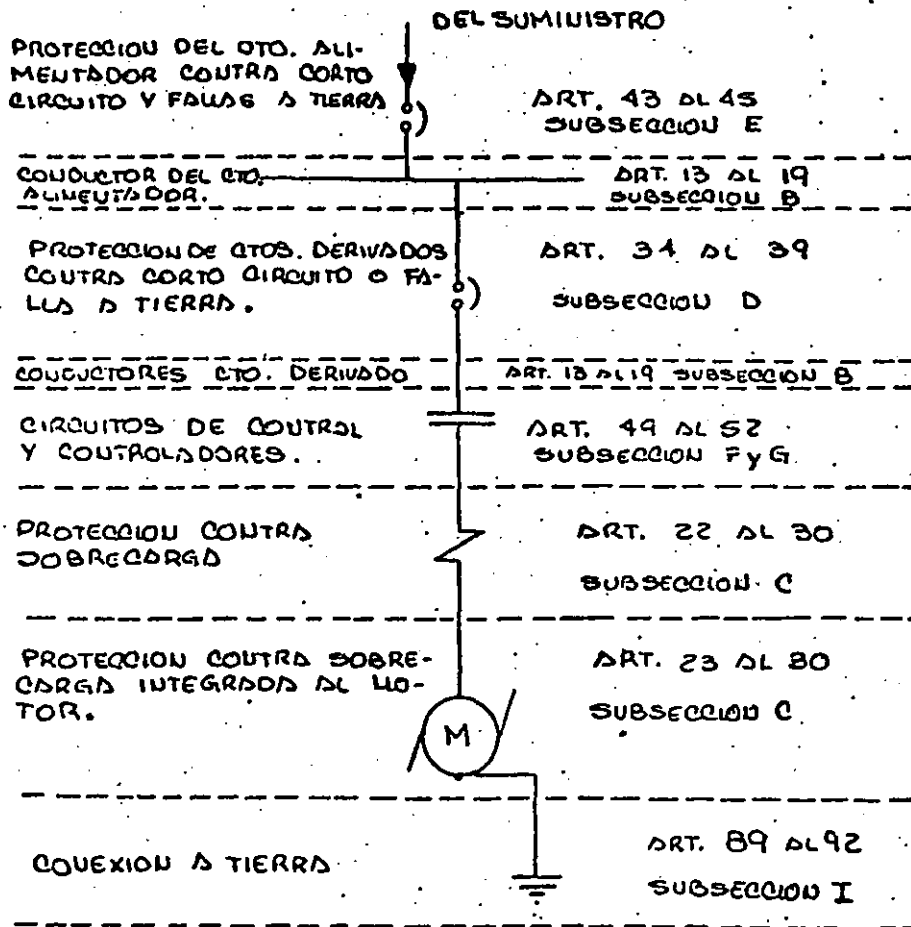 DEL SUMINISTRO
PROTECCION DEL CTO. ALI-
MENTADOR CONTRA CORTO
CIRCUITO Y FALLAS A TIERRA
ART. 43 AL 45
SUBSECCION E
CONDUCTOR DEL CTO.
ALIMENTADOR.
ART. 13 AL 19
SUBSECCION B
PROTECCION DE CTOS. DERIVADOS
CONTRA CORTO CIRCUITO O FA-
LLA A TIERRA.
ART. 34 AL 39
SUBSECCION D
CONDUCTORES CTO. DERIVADO
ART. 13 AL 19 SUBSECCION B
CIRCUITOS DE CONTROL
Y CONTROLADORES.
ART. 49 AL 52
SUBSECCION F y G
PROTECCION CONTRA
SOBRECARGA
ART. 22 AL 30
SUBSECCION C
PROTECCION CONTRA SOBRE-
CARGA INTEGRADA AL MO-
TOR.
ART. 23 AL 30
SUBSECCION C
M
CONEXION A TIERRA
ART. 89 AL 92
SUBSECCION I